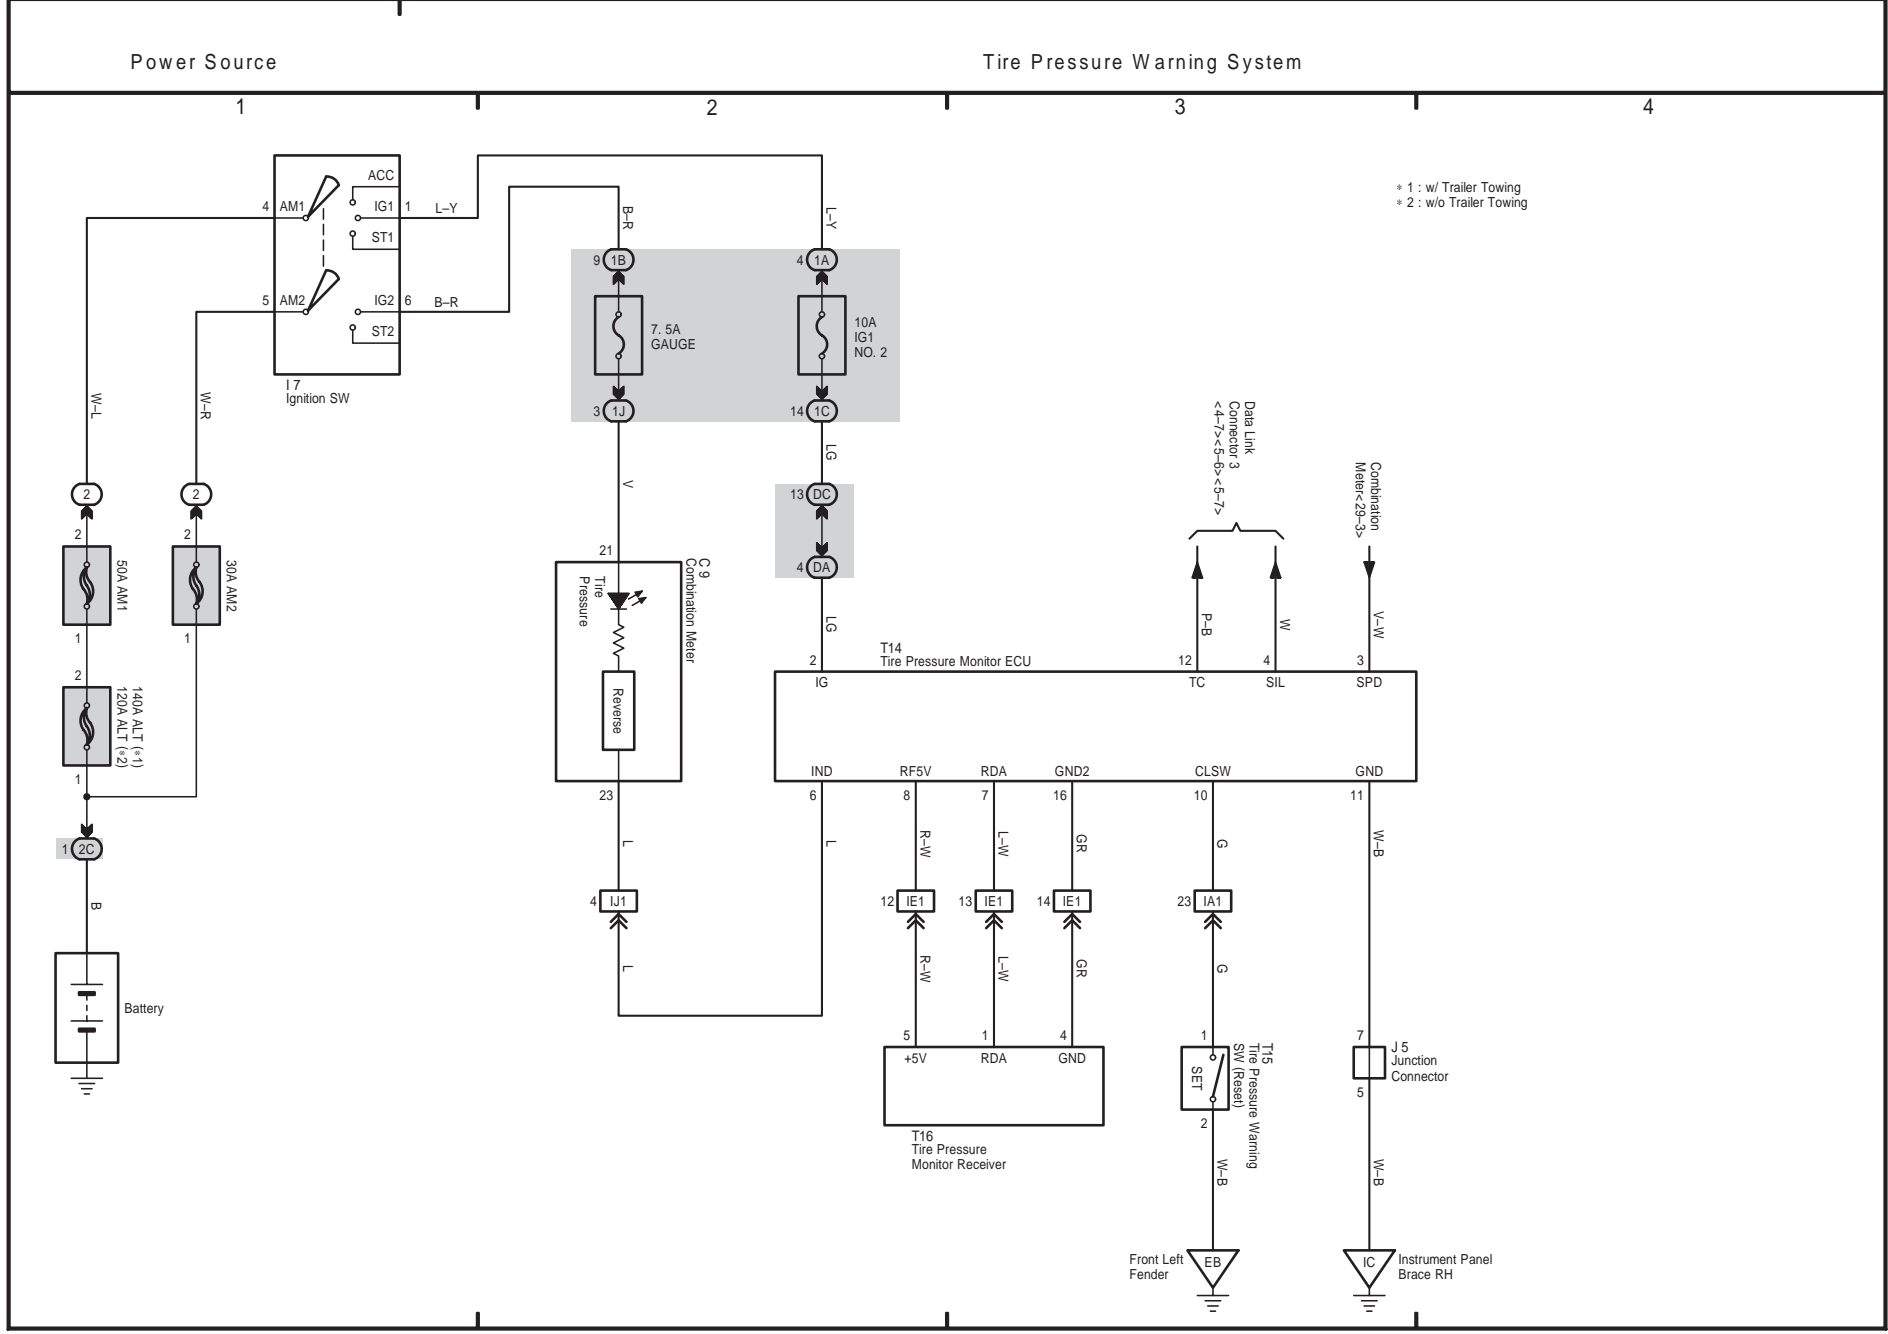 Power Source
Tire Pressure Warning System
1
2
3
4
∗ 1 : w/ Trailer Towing
∗ 2 : w/o Trailer Towing
ACC
4
AM1
IG1
1
L–Y
ST1
5
AM2
IG2
6
B–R
ST2
I 7
Ignition SW
B–R
L–Y
9
1B
4
1A
7. 5A
GAUGE
10A
IG1
NO. 2
3
1J
14
1C
W–L
W–R
LG
V
2
2
2
2
50A AM1
30A AM2
1
1
2
140A ALT (∗1)
120A ALT (∗2)
1
1
2C
B
Battery
13
DC
4
DA
LG
21
C 9
Combination Meter
Tire
Pressure
Reverse
23
L
4
IJ1
L
Data Link
Connector 3
<4–7><5–6><5–7>
Combination
Meter<29–3>
P–B
W
V–W
T14
Tire Pressure Monitor ECU
2
12
4
3
IG
TC
SIL
SPD
IND
RF5V
RDA
GND2
CLSW
GND
6
8
7
16
10
11
L
R–W
L–W
GR
G
W–B
12
IE1
13
IE1
14
IE1
23
IA1
R–W
L–W
GR
G
5
1
4
1
7
+5V
RDA
GND
T16
Tire Pressure
Monitor Receiver
SET
T15
Tire Pressure Warning
SW (Reset)
2
J 5
Junction
Connector
5
W–B
W–B
Front Left
Fender
EB
IC
Instrument Panel
Brace RH